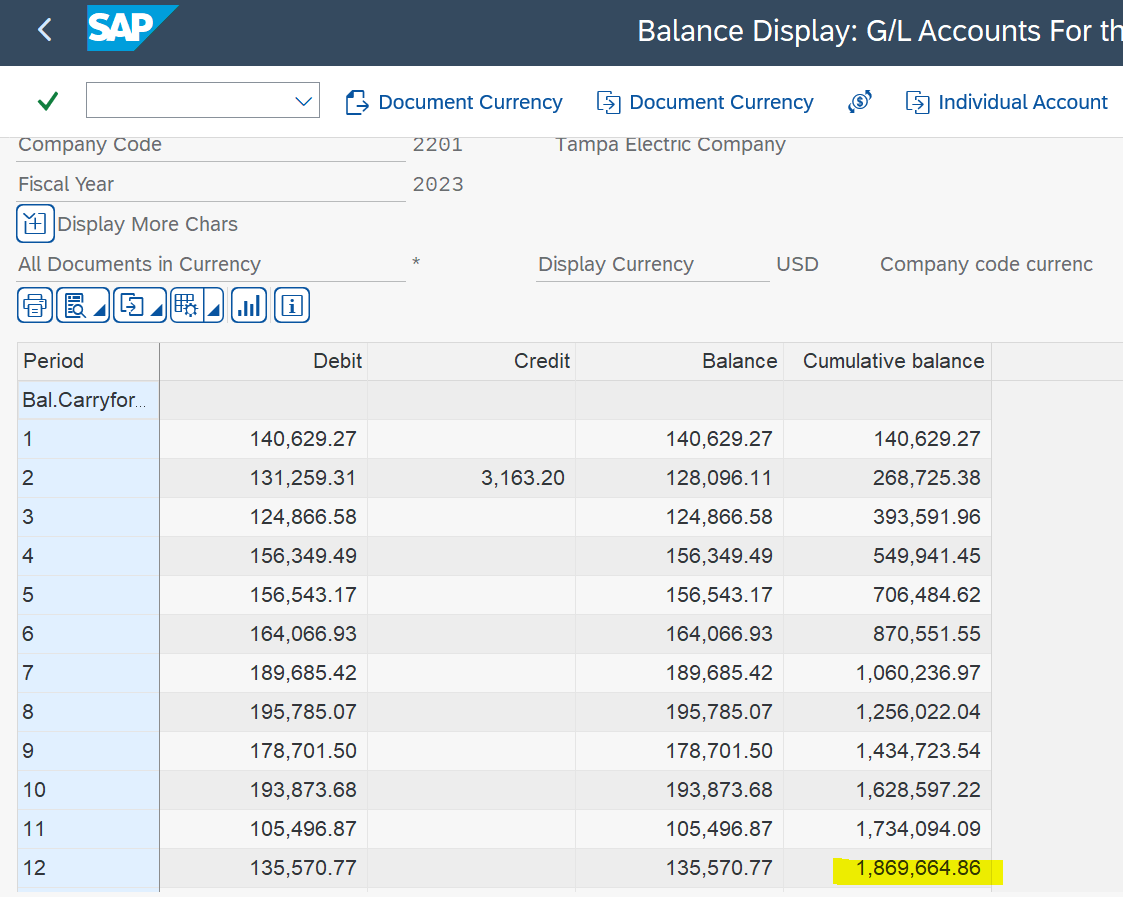 SAP Balance Display: G/L Accounts For th
Document Currency Document Currency Individual Account
Company Code 2201 Tampa Electric Company
Fiscal Year 2023
Display More Chars
All Documents in Currency * Display Currency USD Company code currenc
Period Debit Credit Balance Cumulative balance
Bal.Carryfor...
1 140,629.27 140,629.27 140,629.27
2 131,259.31 3,163.20 128,096.11 268,725.38
3 124,866.58 124,866.58 393,591.96
4 156,349.49 156,349.49 549,941.45
5 156,543.17 156,543.17 706,484.62
6 164,066.93 164,066.93 870,551.55
7 189,685.42 189,685.42 1,060,236.97
8 195,785.07 195,785.07 1,256,022.04
9 178,701.50 178,701.50 1,434,723.54
10 193,873.68 193,873.68 1,628,597.22
11 105,496.87 105,496.87 1,734,094.09
12 135,570.77 135,570.77 1,869,664.86